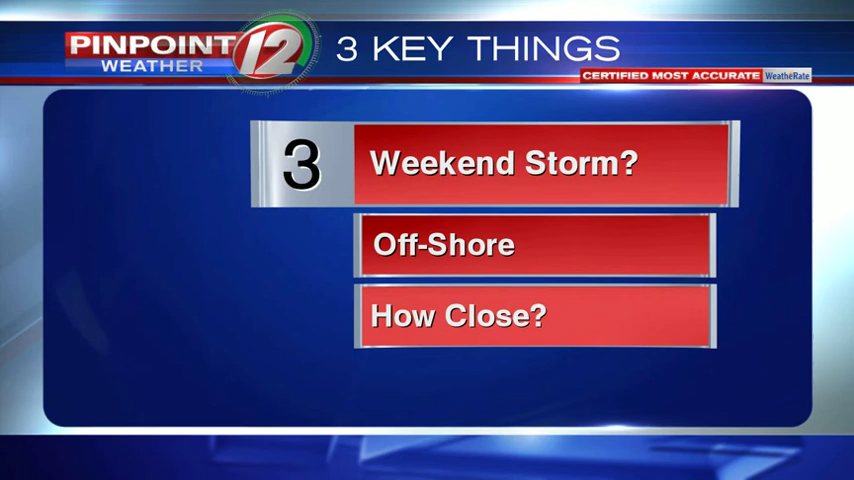 PINPOINT 12
WEATHER
3 KEY THINGS
CERTIFIED MOST ACCURATE WeatheRate
3 Weekend Storm?
Off-Shore
How Close?